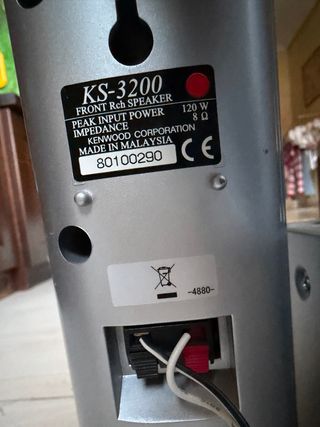 KS-3200
FRONT Rch SPEAKER
PEAK INPUT POWER 120 W
IMPEDANCE 8 Ω
KENWOOD CORPORATION
MADE IN MALAYSIA
80100290 CE
-4880-